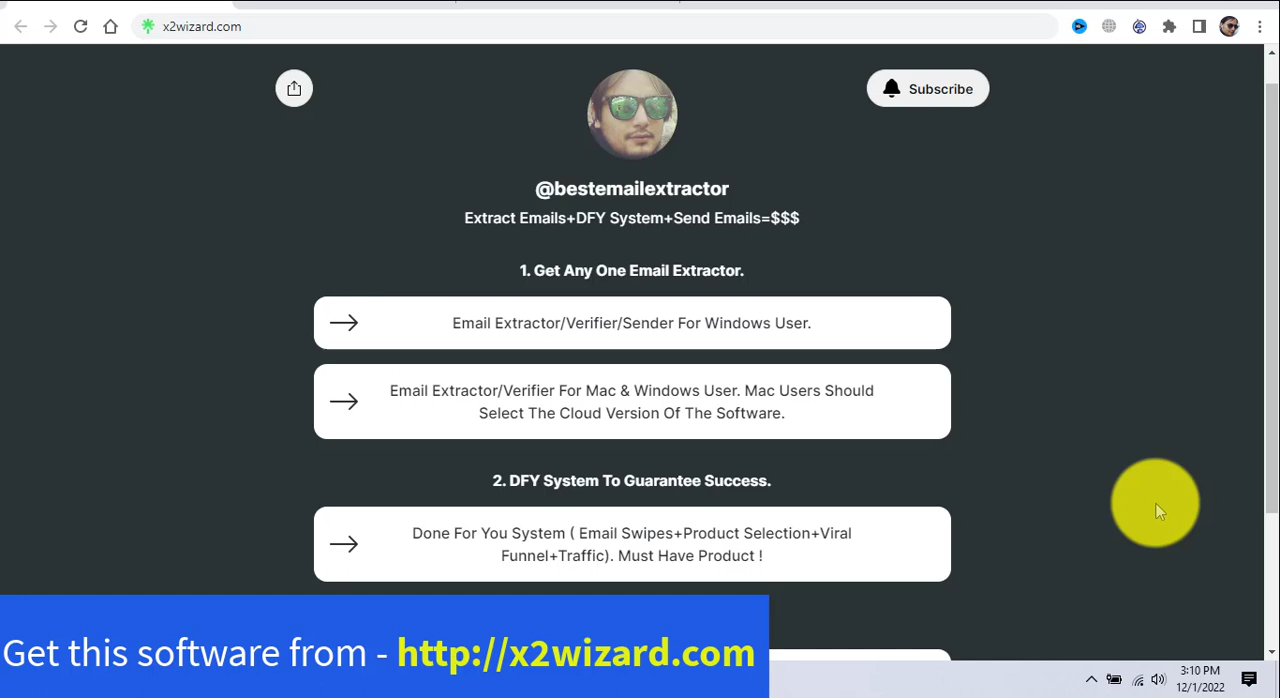 x2wizard.com
Subscribe
@bestemailextractor
Extract Emails+DFY System+Send Emails=$$$
1. Get Any One Email Extractor.
Email Extractor/Verifier/Sender For Windows User.
Email Extractor/Verifier For Mac & Windows User. Mac Users Should
Select The Cloud Version Of The Software.
2. DFY System To Guarantee Success.
Done For You System ( Email Swipes+Product Selection+Viral
Funnel+Traffic). Must Have Product !
Get this software from - http://x2wizard.com
3:10 PM
12/1/2022